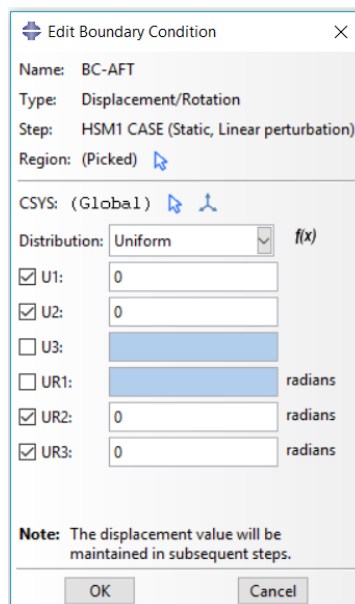 Edit Boundary Condition
Name: BC-AFT
Type: Displacement/Rotation
Step: HSM1 CASE (Static, Linear perturbation)
Region: (Picked)
CSYS: (Global)
Distribution: Uniform f(x)
U1: 0
U2: 0
U3:
UR1: radians
UR2: 0 radians
UR3: 0 radians
Note: The displacement value will be
maintained in subsequent steps.
OK Cancel